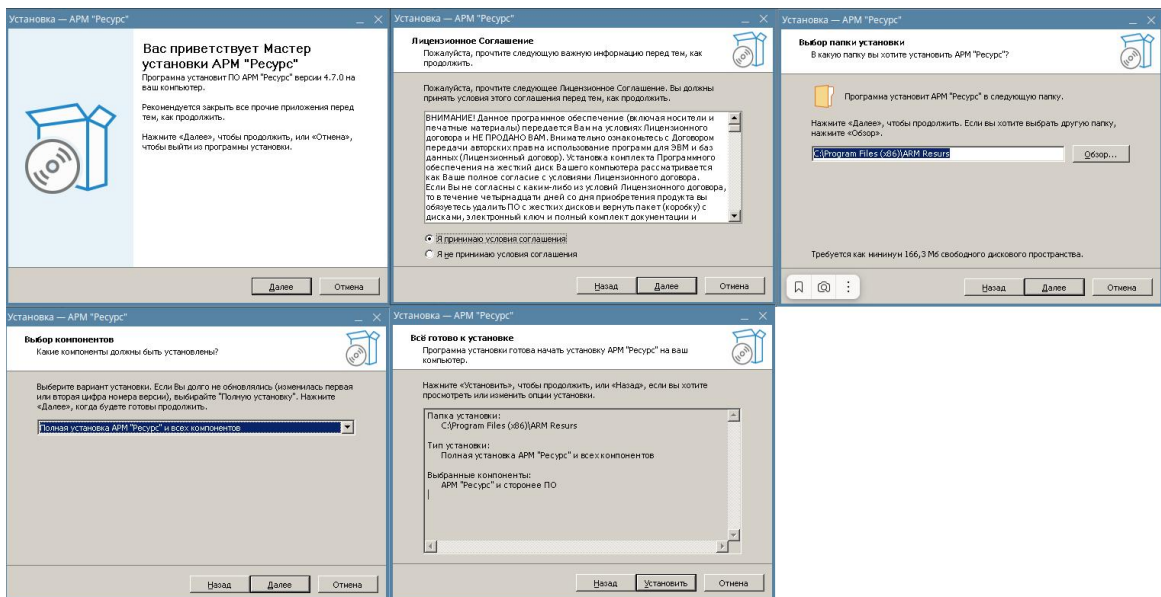 Установка — АРМ "Ресурс"
Вас приветствует Мастер
установки АРМ "Ресурс"
Программа установит ПО АРМ "Ресурс" версии 4.7.0 на
ваш компьютер.
Рекомендуется закрыть все прочие приложения перед
тем, как продолжить.
Нажмите «Далее», чтобы продолжить, или «Отмена»,
чтобы выйти из программы установки.
Далее
Отмена
Установка — АРМ "Ресурс"
Лицензионное Соглашение
Пожалуйста, прочтите следующую важную информацию перед тем, как
продолжить.
Пожалуйста, прочтите следующее Лицензионное Соглашение. Вы должны
принять условия этого соглашения перед тем, как продолжить.
ВНИМАНИЕ! Данное программное обеспечение (включая носители и
печатные материалы) передается Вам на условиях Лицензионного
договора и НЕ ПРОДАНО ВАМ. Внимательно ознакомьтесь с Договором
передачи авторских прав на использование програми для ЭВМ и баз
данных (Лицензионный договор). Установка комплекта Программного
обеспечения на жесткий диск Вашего компьютера рассматривается
как Ваше полное согласие с условиями Лицензионного договора.
Если Вы не согласны с каким-либо из условий Лицензионного договора,
то в течение четырнадцати дней со дня приобретения продукта вы
обязуетесь удалить ПО с жестких дисков и вернуть пакет (коробку) с
дисками, электронный ключ и полный комплект документации и
Я принимаю условия соглашения
Я не принимаю условия соглашения
Назад
Далее
Отмена
Установка — АРМ "Ресурс"
Выбор папки установки
В какую папку вы хотите установить АРМ "Ресурс"?
Программа установит АРМ "Ресурс" в следующую папку.
Нажмите «Далее», чтобы продолжить. Если вы хотите выбрать другую папку,
нажмите «Обзор».
C:\Program Files (x86)\ARM Resurs
Обзор...
Требуется как минимум 166,3 Мб свободного дискового пространства.
Назад
Далее
Отмена
Установка — АРМ "Ресурс"
Выбор компонентов
Какие компоненты должны быть установлены?
Выберите вариант установки. Если Вы долго не обновлялись (изменилась первая
или вторая цифра номера версии), выбирайте "Полную установку". Нажмите
«Далее», когда будете готовы продолжить.
Полная установка АРМ "Ресурс" и всех компонентов
Назад
Далее
Отмена
Установка — АРМ "Ресурс"
Всё готово к установке
Программа установки готова начать установку АРМ "Ресурс" на ваш
компьютер.
Нажмите «Установить», чтобы продолжить, или «Назад», если вы хотите
просмотреть или изменить опции установки.
Папка установки:
C:\Program Files (x86)\ARM Resurs
Тип установки:
Полная установка АРМ "Ресурс" и всех компонентов
Выбранные компоненты:
АРМ "Ресурс" и стороннее ПО
Назад
Установить
Отмена